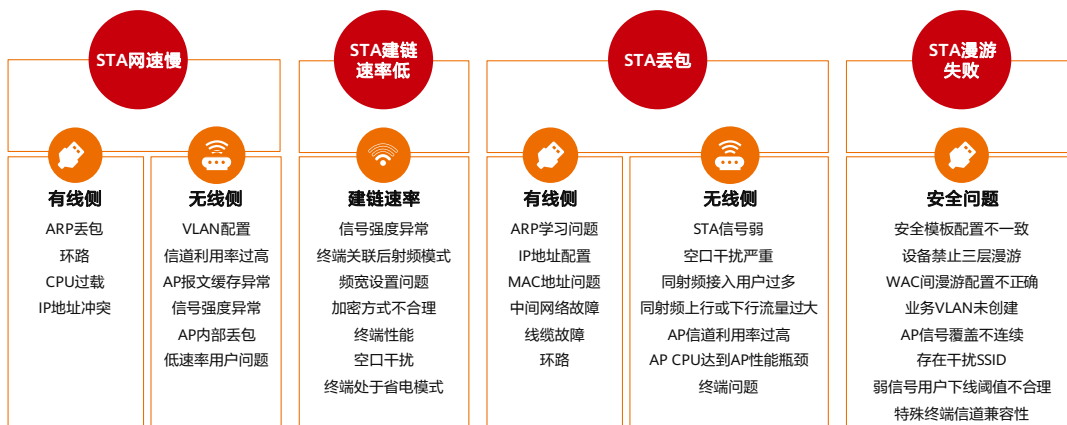 STA网速慢
有线侧
ARP丢包
环路
CPU过载
IP地址冲突
无线侧
VLAN配置
信道利用率过高
AP报文缓存异常
信号强度异常
AP内部丢包
低速率用户问题
STA建链
速率低
建链速率
信号强度异常
终端关联后射频模式
频宽设置问题
加密方式不合理
终端性能
空口干扰
终端处于省电模式
STA丢包
有线侧
ARP学习问题
IP地址配置
MAC地址问题
中间网络故障
线缆故障
环路
无线侧
STA信号弱
空口干扰严重
同射频接入用户过多
同射频上行或下行流量过大
AP信道利用率过高
AP CPU达到AP性能瓶颈
终端问题
STA漫游
失败
安全问题
安全模板配置不一致
设备禁止三层漫游
WAC间漫游配置不正确
业务VLAN未创建
AP信号覆盖不连续
存在干扰SSID
弱信号用户下线阈值不合理
特殊终端信道兼容性